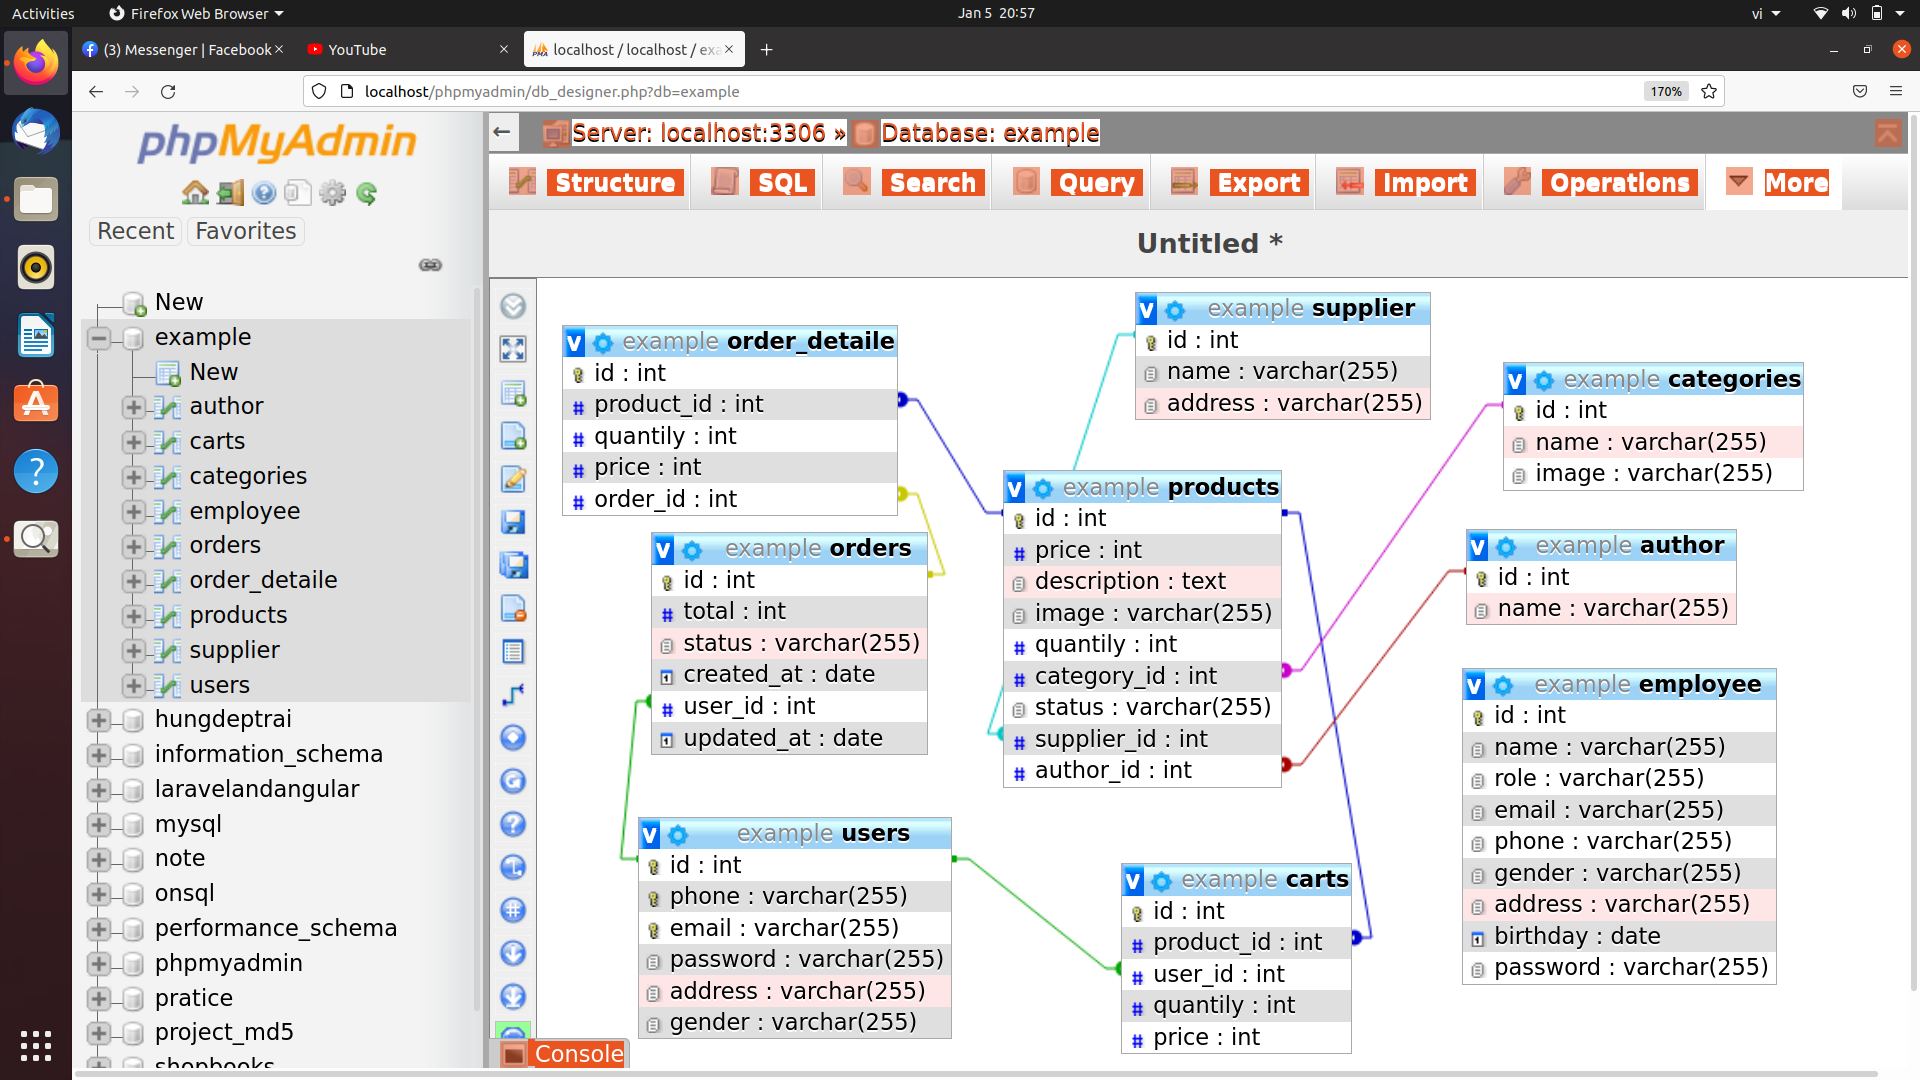 Activities
Firefox Web Browser
Jan 5 20:57
vi
(3) Messenger | Facebook
YouTube
localhost / localhost / exa
localhost/phpmyadmin/db_designer.php?db=example
170%
phpMyAdmin
Recent
Favorites
New
example
New
author
carts
categories
employee
orders
order_detaile
products
supplier
users
hungdeptrai
information_schema
laravelandangular
mysql
note
onsql
performance_schema
phpmyadmin
pratice
project_md5
shopbooks
Server: localhost:3306 » Database: example
Structure
SQL
Search
Query
Export
Import
Operations
More
Untitled *
v example order_detaile
id : int
product_id : int
quantily : int
price : int
order_id : int
v example orders
id : int
total : int
status : varchar(255)
created_at : date
user_id : int
updated_at : date
v example users
id : int
phone : varchar(255)
email : varchar(255)
password : varchar(255)
address : varchar(255)
gender : varchar(255)
v example supplier
id : int
name : varchar(255)
address : varchar(255)
v example products
id : int
price : int
description : text
image : varchar(255)
quantily : int
category_id : int
status : varchar(255)
supplier_id : int
author_id : int
v example carts
id : int
product_id : int
user_id : int
quantily : int
price : int
v example categories
id : int
name : varchar(255)
image : varchar(255)
v example author
id : int
name : varchar(255)
v example employee
id : int
name : varchar(255)
role : varchar(255)
email : varchar(255)
phone : varchar(255)
gender : varchar(255)
address : varchar(255)
birthday : date
password : varchar(255)
Console